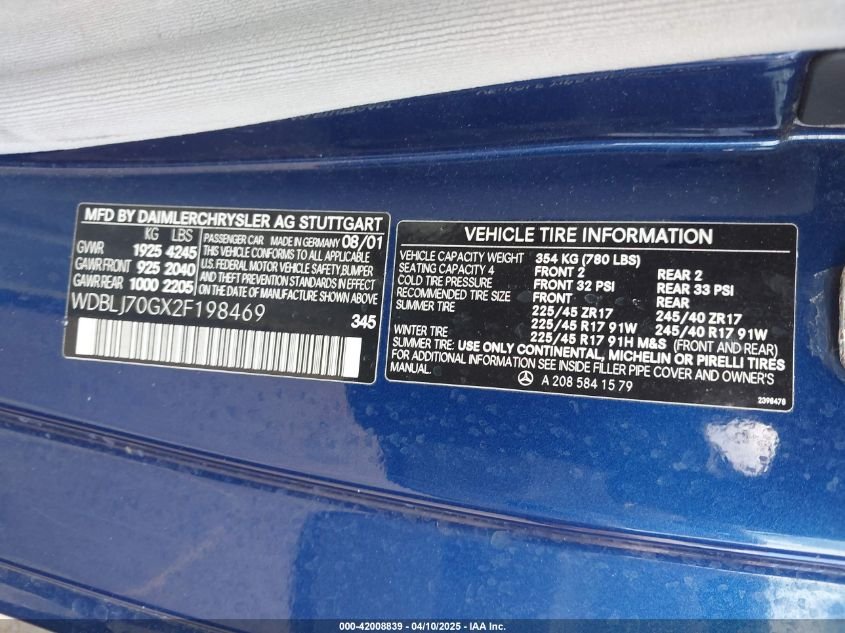 MFD BY DAIMLERCHRYSLER AG STUTTGART
KG LBS
GVWR 1925 4245
GAWR FRONT 925 2040
GAWR REAR 1000 2205
PASSENGER CAR MADE IN GERMANY 08/01
THIS VEHICLE CONFORMS TO ALL APPLICABLE
U.S. FEDERAL MOTOR VEHICLE SAFETY, BUMPER
AND THEFT PREVENTION STANDARDS IN EFFECT
ON THE DATE OF MANUFACTURE SHOWN ABOVE
WDBLJ70GX2F198469
345
VEHICLE TIRE INFORMATION
VEHICLE CAPACITY WEIGHT 354 KG (780 LBS)
SEATING CAPACITY 4 FRONT 2 REAR 2
COLD TIRE PRESSURE FRONT 32 PSI REAR 33 PSI
RECOMMENDED TIRE SIZE FRONT REAR
SUMMER TIRE 225/45 ZR17 245/40 ZR17
225/45 R17 91W 245/40 R17 91W
WINTER TIRE 225/45 R17 91H M&S (FRONT AND REAR)
SUMMER TIRE: USE ONLY CONTINENTAL, MICHELIN OR PIRELLI TIRES
FOR ADDITIONAL INFORMATION SEE INSIDE FILLER PIPE COVER AND OWNER'S
MANUAL.
A 208 584 15 79
2398478
000-42008839 - 04/10/2025 - IAA Inc.